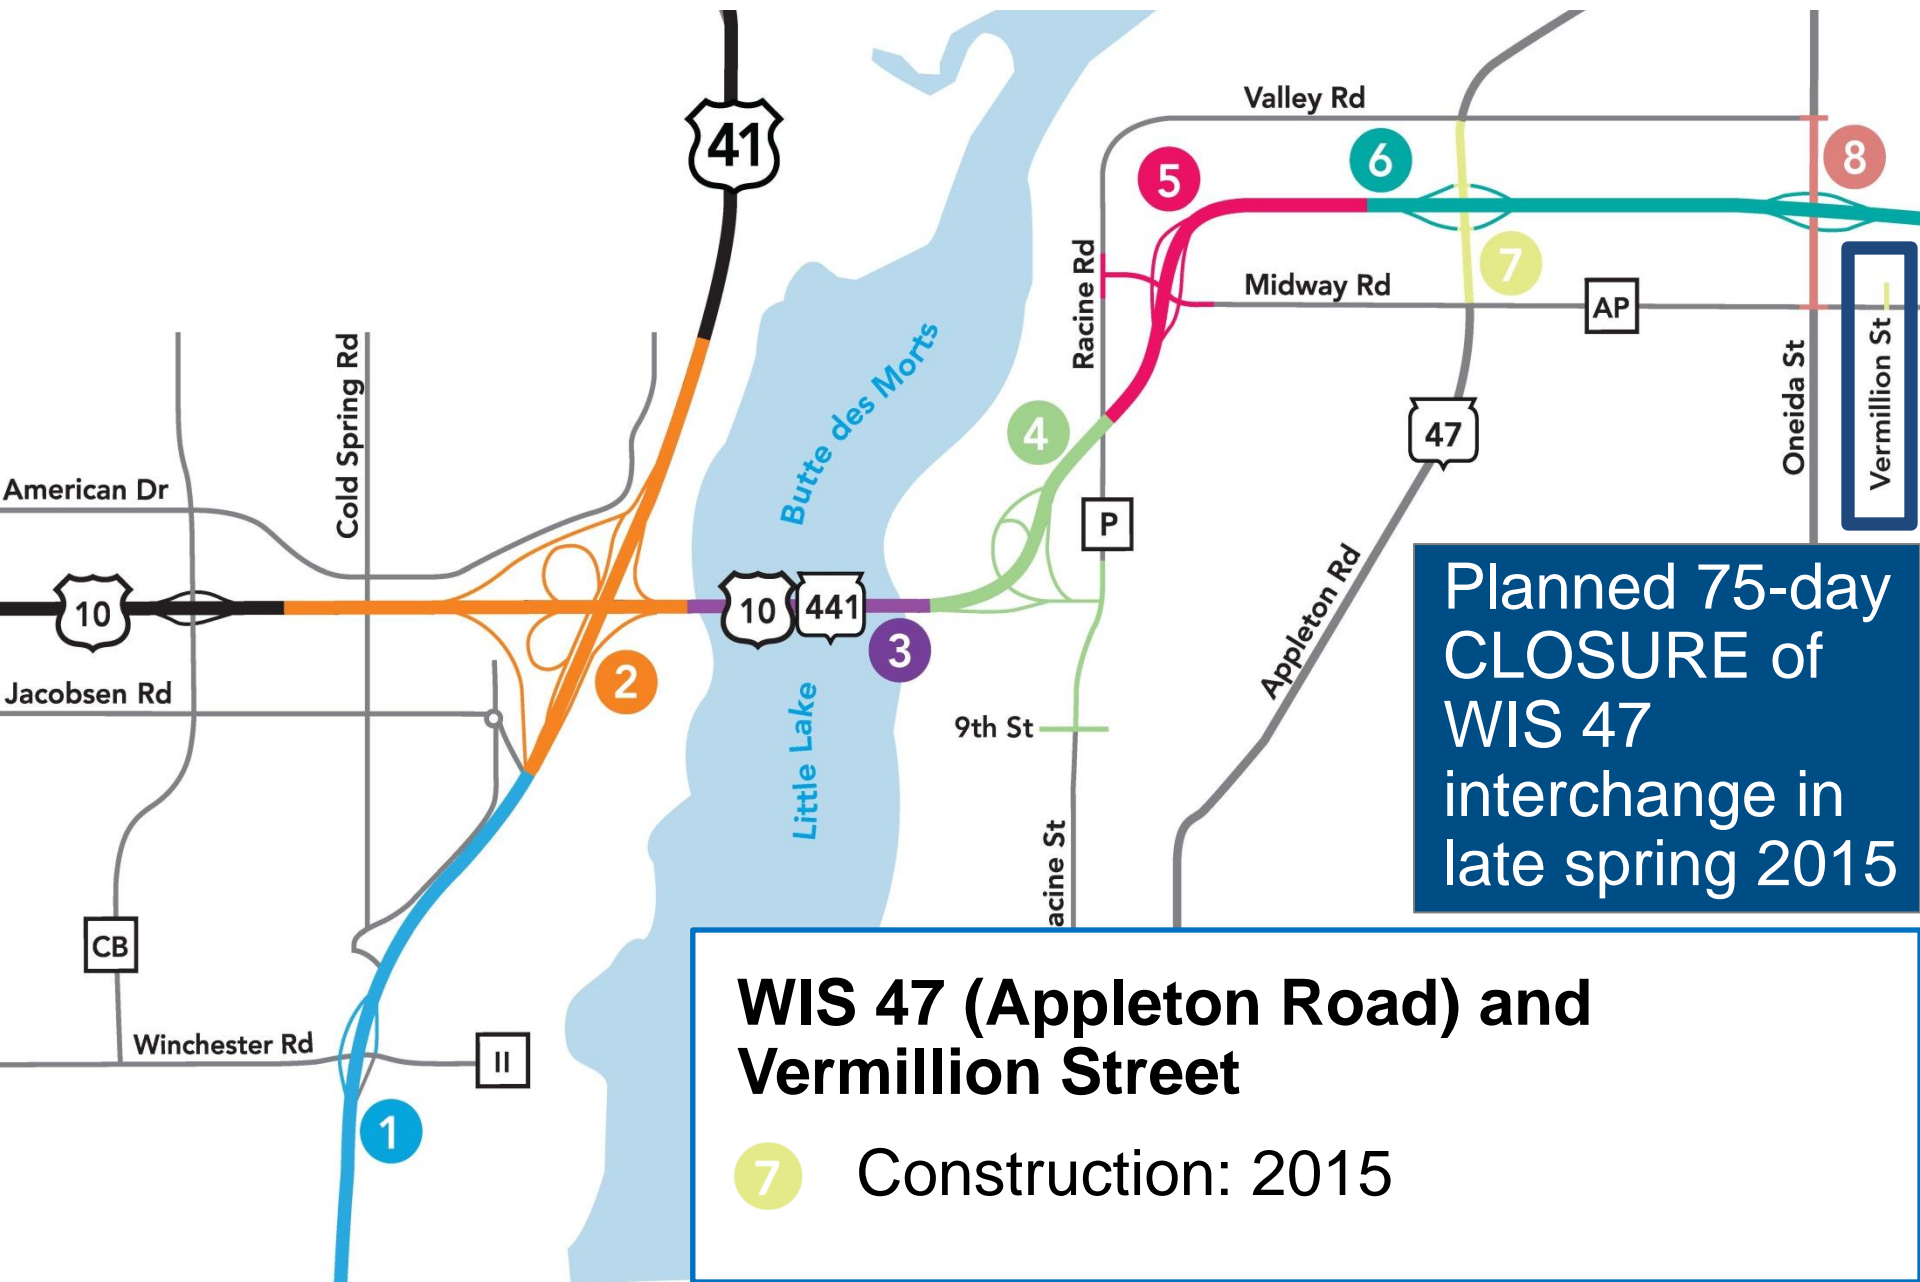 41
Valley Rd
5
6
8
Racine Rd
7
Midway Rd
AP
Butte des Morts
Cold Spring Rd
Oneida St
Vermillion St
4
47
American Dr
P
10
10
441
3
2
Appleton Rd
Jacobsen Rd
Little Lake
9th St
acine St
CB
Winchester Rd
II
1
Planned 75-day
CLOSURE of
WIS 47
interchange in
late spring 2015
WIS 47 (Appleton Road) and
Vermillion Street
7 Construction: 2015